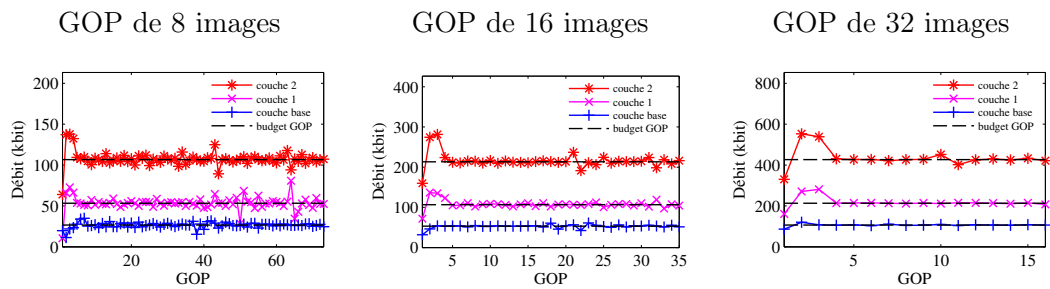 GOP de 8 images
GOP de 16 images
GOP de 32 images
Débit (kbit)
200
150
100
50
0
20
40
60
GOP
couche 2
couche 1
couche base
budget GOP
Débit (kbit)
400
300
200
100
0
5
10
15
20
25
30
35
GOP
couche 2
couche 1
couche base
budget GOP
Débit (kbit)
800
600
400
200
0
5
10
15
GOP
couche 2
couche 1
couche base
budget GOP